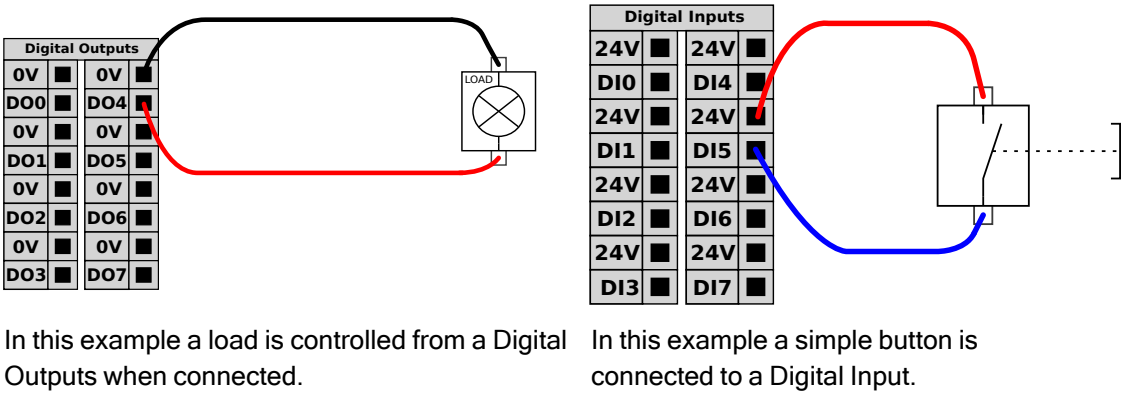 Digital Outputs
0V 0V
DO0 DO4
0V 0V
DO1 DO5
0V 0V
DO2 DO6
0V 0V
DO3 DO7
LOAD
In this example a load is controlled from a Digital
Outputs when connected.
Digital Inputs
24V 24V
DI0 DI4
24V 24V
DI1 DI5
24V 24V
DI2 DI6
24V 24V
DI3 DI7
In this example a simple button is
connected to a Digital Input.